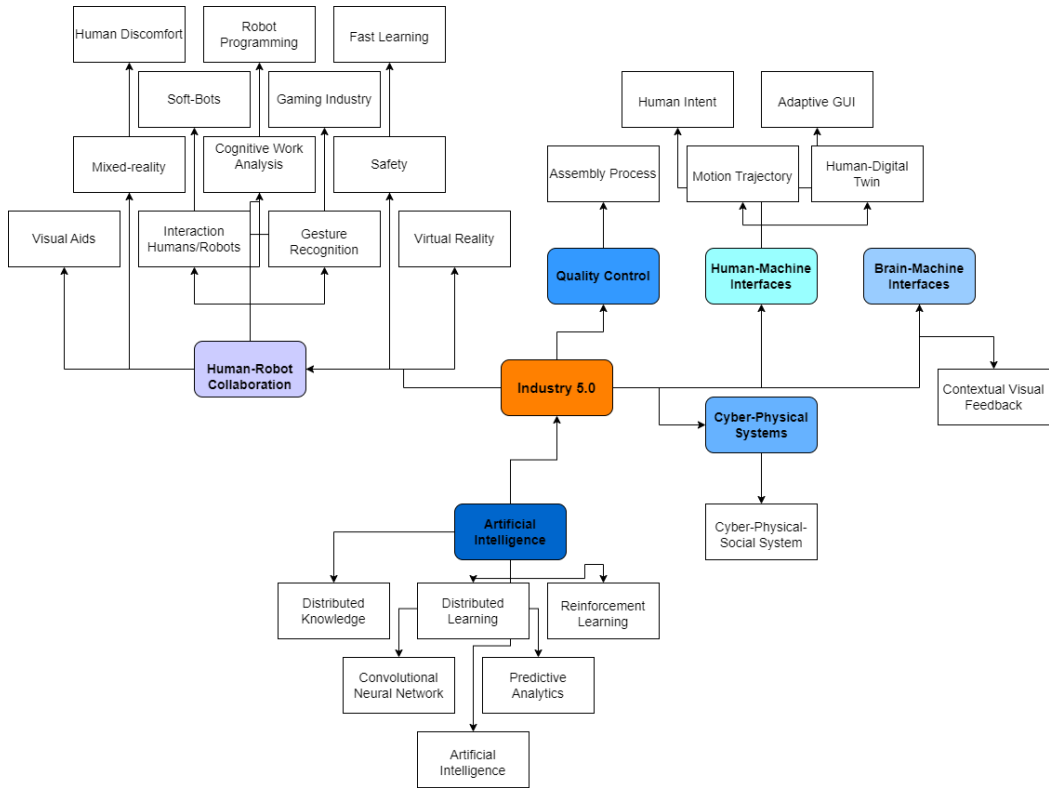 Human Discomfort
Robot
Programming
Fast Learning
Soft-Bots
Gaming Industry
Human Intent
Adaptive GUI
Mixed-reality
Cognitive Work
Analysis
Safety
Assembly Process
Motion Trajectory
Human-Digital
Twin
Visual Aids
Interaction
Humans/Robots
Gesture
Recognition
Virtual Reality
Quality Control
Human-Machine
Interfaces
Brain-Machine
Interfaces
Human-Robot
Collaboration
Industry 5.0
Contextual Visual
Feedback
Cyber-Physical
Systems
Artificial
Intelligence
Cyber-Physical-
Social System
Distributed
Knowledge
Distributed
Learning
Reinforcement
Learning
Convolutional
Neural Network
Predictive
Analytics
Artificial
Intelligence